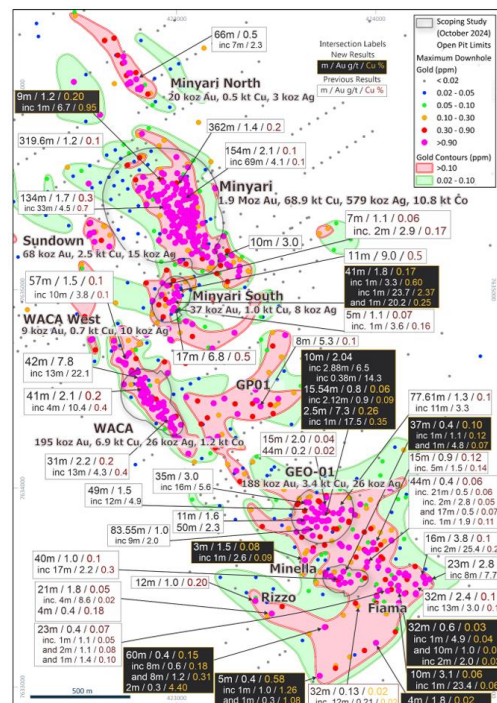 423000
424000
66m / 0.5
inc 7m / 2.3
Minyari North
20 koz Au, 0.5 kt Cu, 3 koz Ag
Intersection Labels
New Results
m / Au g/t / Cu %
Previous Results
m / Au g/t / Cu %
Scoping Study
(October 2024)
Open Pit Limits
Maximum Downhole
Gold (ppm)
< 0.02
0.02 - 0.05
0.05 - 0.10
0.10 - 0.30
0.30 - 0.90
>0.90
Gold Contours (ppm)
>0.10
0.02 - 0.10
9m / 1.2 / 0.20
inc 1m / 6.7 / 0.95
362m / 1.4 / 0.2
319.6m / 1.2 / 0.1
154m / 2.1 / 0.1
inc 69m / 4.1 / 0.1
134m / 1.7 / 0.3
inc 33m / 4.5 / 0.7
Minyari
1.9 Moz Au, 68.9 kt Cu, 579 koz Ag, 10.8 kt Co
7m / 1.1 / 0.06
inc. 2m / 2.9 / 0.17
Sundown
68 koz Au, 2.5 kt Cu, 15 koz Ag
10m / 3.0
11m / 9.0 / 0.5
57m / 1.5 / 0.1
inc 10m / 3.8 / 0.1
41m / 1.8 / 0.17
inc 1m / 3.3 / 0.60
inc 1m / 23.7 / 2.37
and 1m / 20.2 / 0.25
Minyari South
37 koz Au, 1.0 kt Cu, 8 koz Ag
5m / 1.1 / 0.07
inc. 1m / 3.6 / 0.16
WACA West
9 koz Au, 0.7 kt Cu, 10 koz Ag
17m / 6.8 / 0.5
8m / 5.3 / 0.1
42m / 7.8
inc 13m / 22.1
10m / 2.04
inc 2.88m / 6.5
inc 0.38m / 14.3
15.54m / 0.8 / 0.06
inc 2.12m / 0.9 / 0.09
2.5m / 7.3 / 0.26
inc 1m / 17.5 / 0.35
GP01
77.61m / 1.3 / 0.1
inc 11m / 3.3
41m / 2.1 / 0.2
inc 4m / 10.4 / 0.4
37m / 0.4 / 0.10
inc 1m / 1.1 / 0.12
and 1m / 4.8 / 0.07
WACA
195 koz Au, 6.9 kt Cu, 26 koz Ag, 1.2 kt Co
15m / 2.0 / 0.04
44m / 0.2 / 0.02
15m / 0.9 / 0.12
inc. 5m / 1.5 / 0.14
31m / 2.2 / 0.2
inc 13m / 4.3 / 0.4
GEO-01
188 koz Au, 3.4 kt Cu, 26 koz Ag
35m / 3.0
inc 16m / 5.6
44m / 0.4 / 0.06
inc. 21m / 0.5 / 0.06
inc. 2m / 2.8 / 0.05
and 17m / 0.5 / 0.07
inc 1m / 1.9 / 0.11
49m / 1.5
inc 12m / 4.9
11m / 1.6
50m / 2.3
83.55m / 1.0
inc 9m / 2.0
16m / 3.8 / 0.1
inc 2m / 25.4 / 0.2
3m / 1.5 / 0.08
inc 1m / 2.6 / 0.09
40m / 1.0 / 0.1
inc 17m / 2.2 / 0.3
Minella
23m / 2.8
inc 8m / 7.7
12m / 1.0 / 0.20
32m / 2.4 / 0.1
inc 13m / 3.0 / 0.1
21m / 1.8 / 0.05
inc. 4m / 8.6 / 0.02
4m / 0.4 / 0.18
Rizzo
Fiama
23m / 0.4 / 0.07
inc. 1m / 1.1 / 0.05
and 2m / 1.1 / 0.08
and 1m / 1.4 / 0.10
32m / 0.6 / 0.03
inc 1m / 4.9 / 0.04
and 10m / 1.0 / 0.0
inc 2m / 2.0 / 0.03
60m / 0.4 / 0.15
inc 8m / 0.6 / 0.18
and 8m / 1.2 / 0.31
2m / 0.3 / 4.40
5m / 0.4 / 0.58
inc 1m / 1.0 / 1.26
and 1m / 0.3 / 1.08
10m / 3.1 / 0.06
inc 1m / 23.4 / 0.06
32m / 0.13 / 0.02
inc 12m / 0.21 /
4m / 1.8 / 0.02
500 m
423000
7635000
7634000
7633000